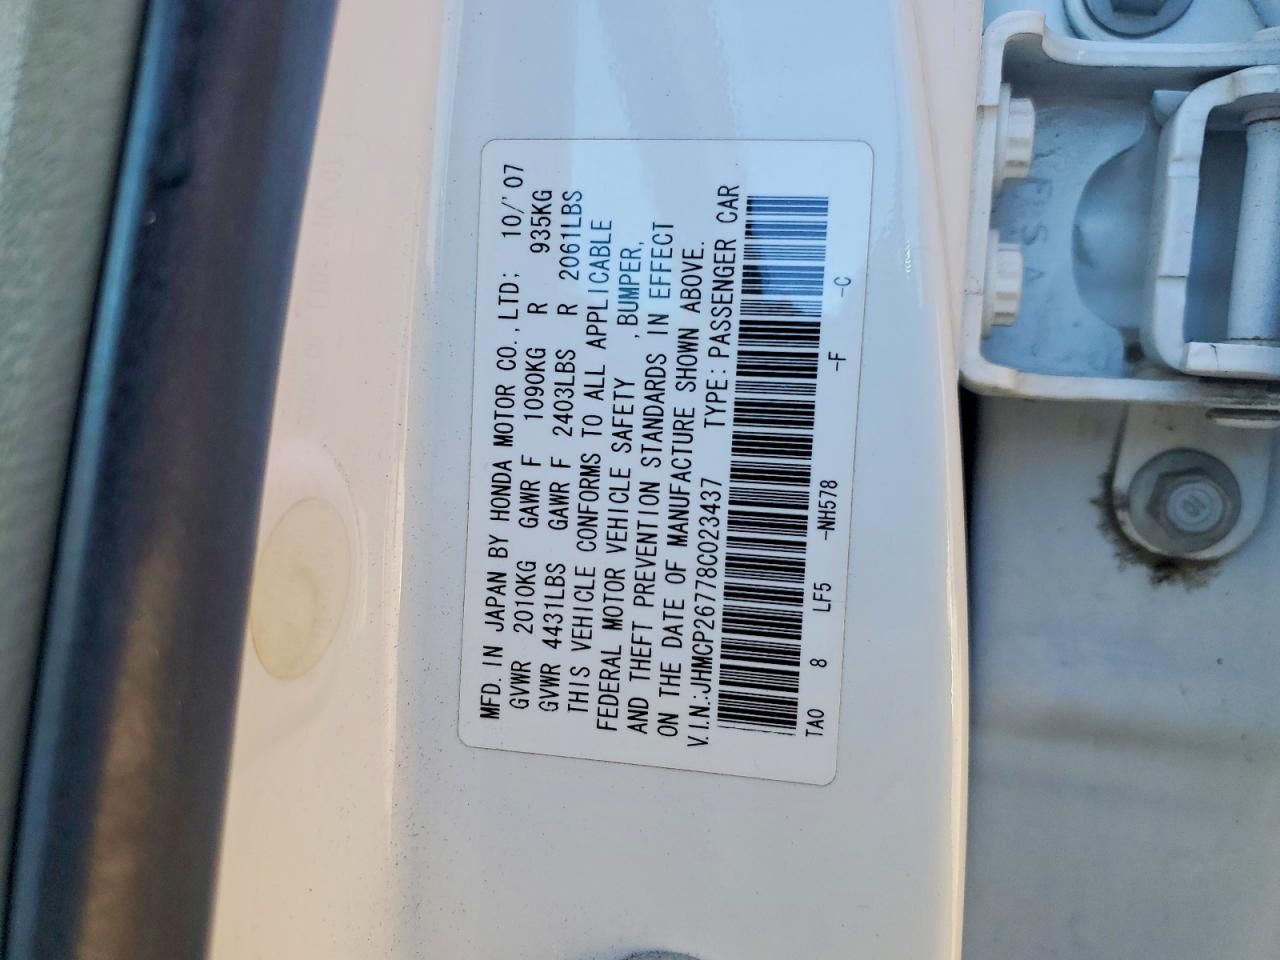 MFD. IN JAPAN BY HONDA MOTOR CO., LTD; 10/'07
GVWR 2010KG GAWR F 1090KG R 935KG
GVWR 4431LBS GAWR F 2403LBS R 2061LBS
THIS VEHICLE CONFORMS TO ALL APPLICABLE
FEDERAL MOTOR VEHICLE SAFETY , BUMPER,
AND THEFT PREVENTION STANDARDS IN EFFECT
ON THE DATE OF MANUFACTURE SHOWN ABOVE.
V.I.N.:JHMCP26778C023437 TYPE:PASSENGER CAR
TA0 8 LF5 -NH578 -F -C